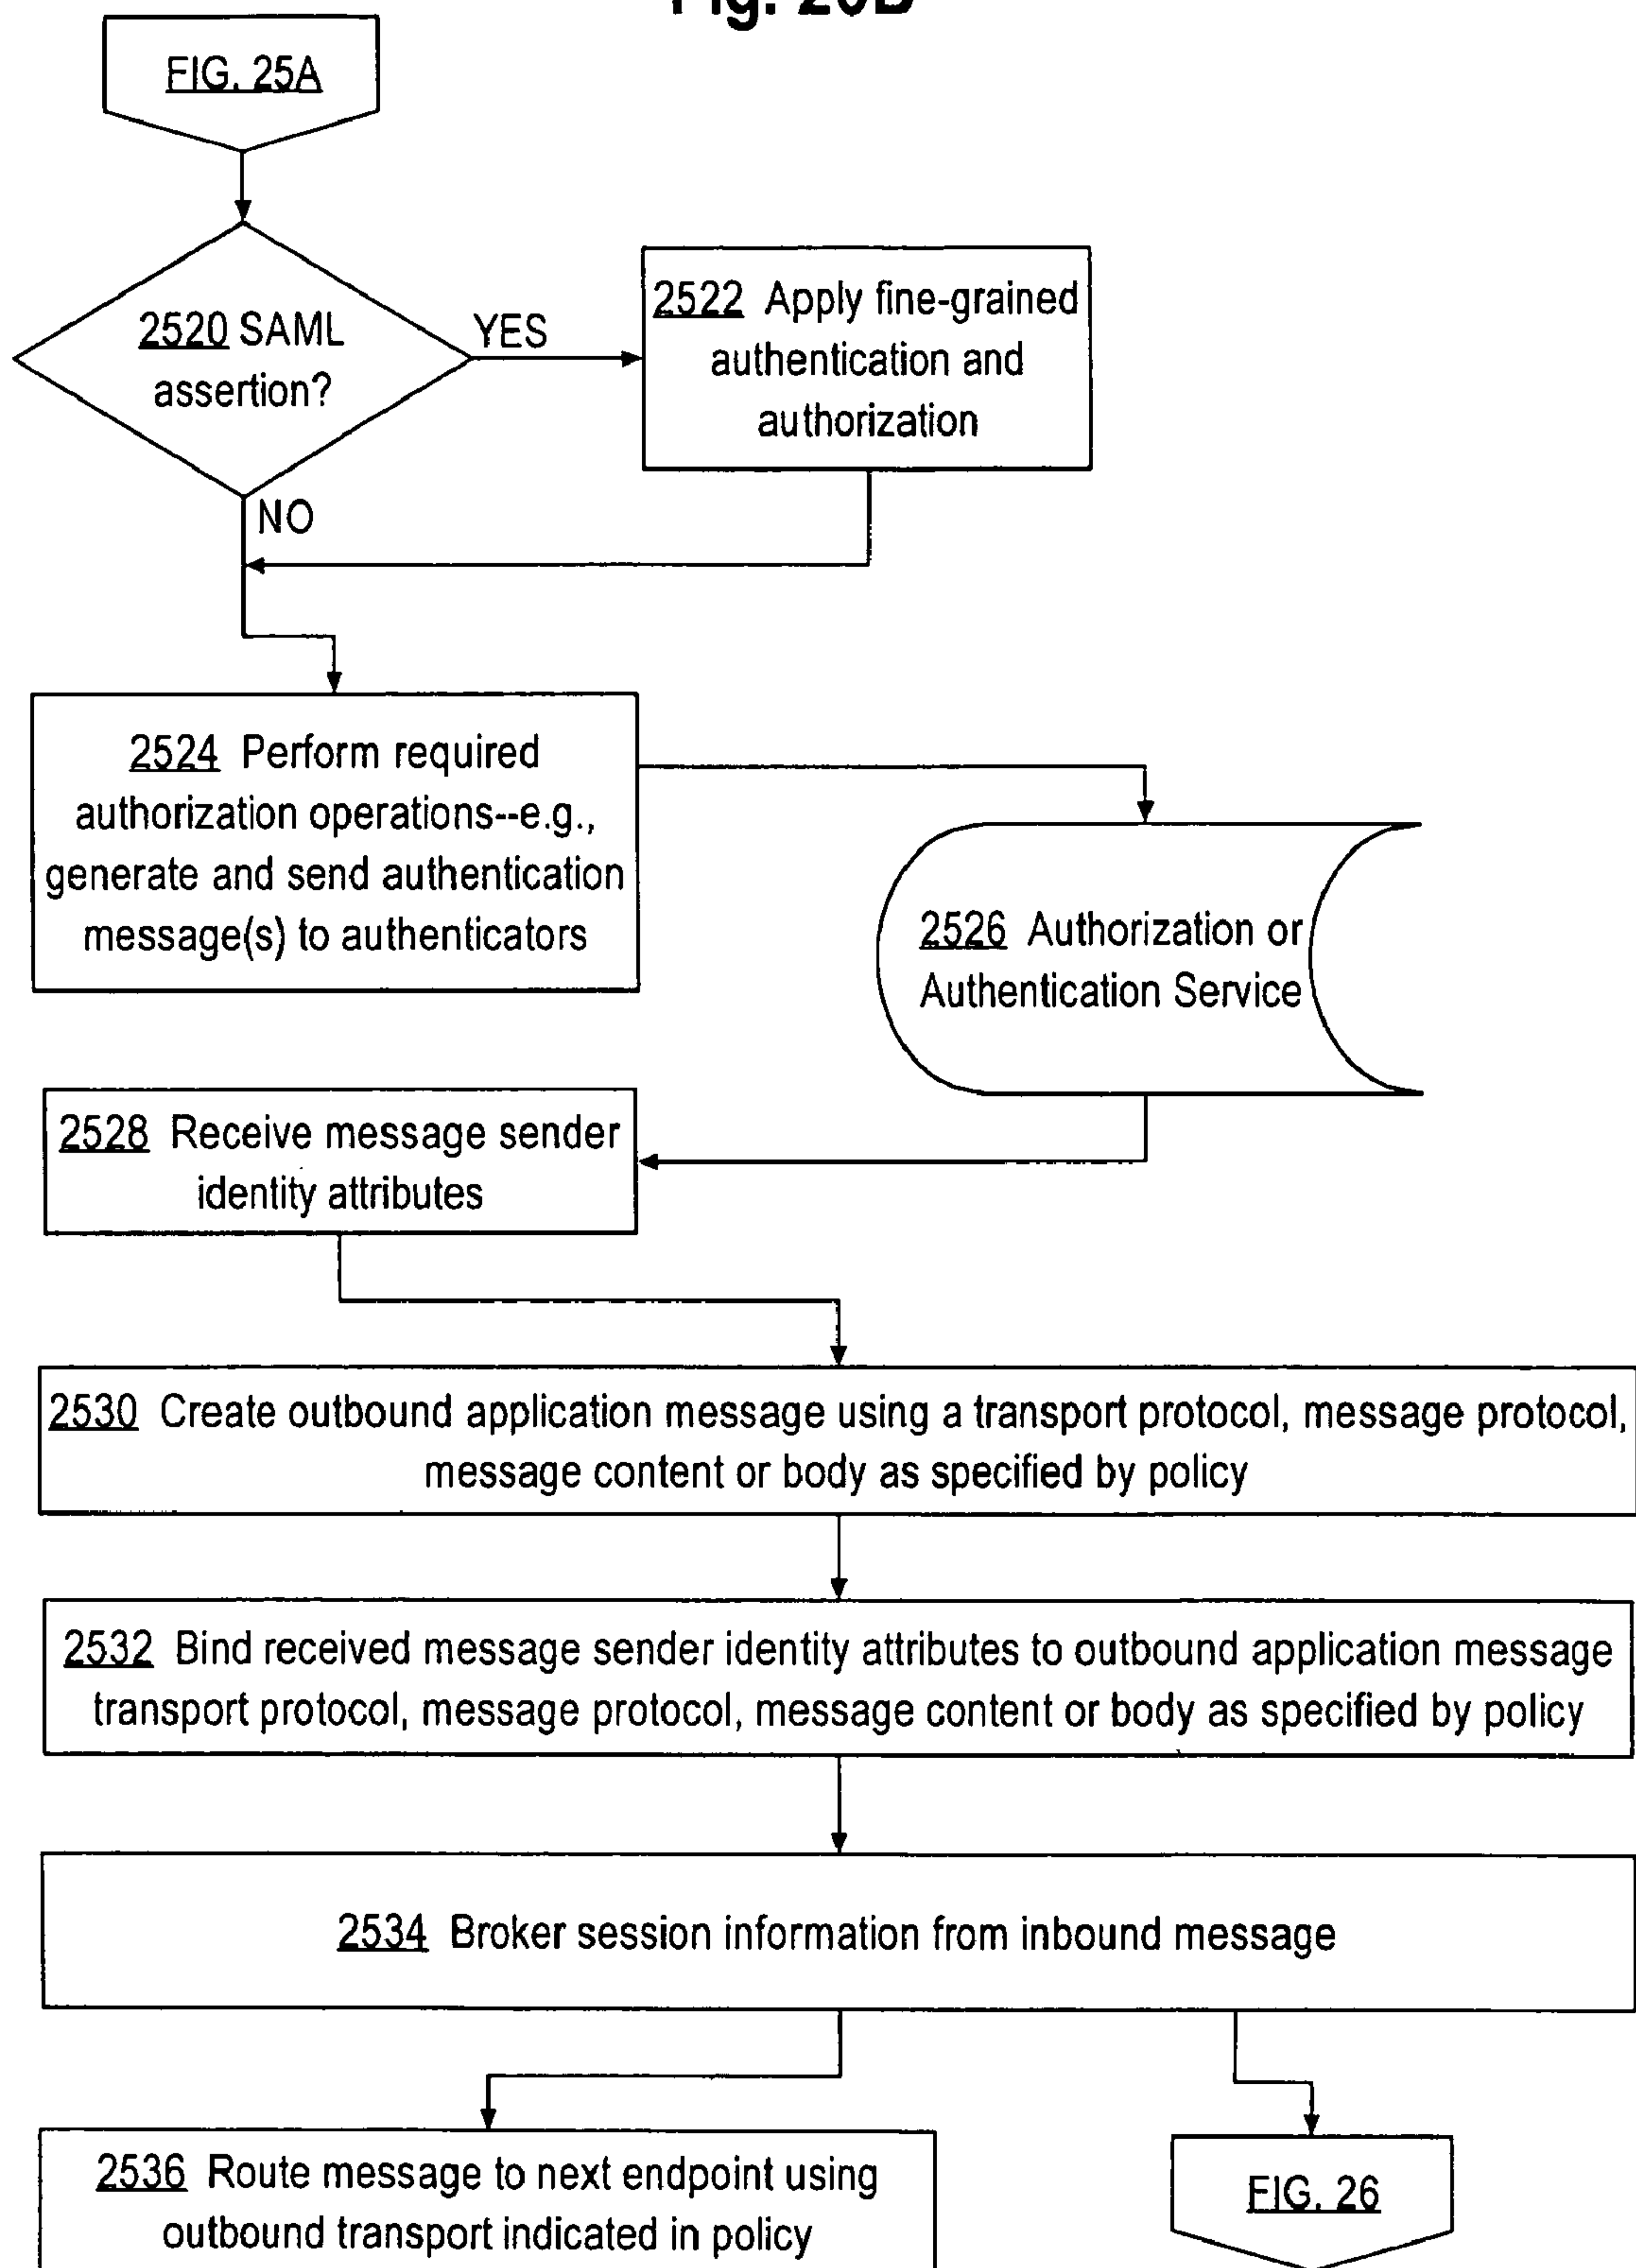 FIG. 25A
2520 SAML
assertion?
YES
2522 Apply fine-grained
authentication and
authorization
NO
2524 Perform required
authorization operations--e.g.,
generate and send authentication
message(s) to authenticators
2526 Authorization or
Authentication Service
2528 Receive message sender
identity attributes
2530 Create outbound application message using a transport protocol, message protocol,
message content or body as specified by policy
2532 Bind received message sender identity attributes to outbound application message
transport protocol, message protocol, message content or body as specified by policy
2534 Broker session information from inbound message
2536 Route message to next endpoint using
outbound transport indicated in policy
FIG. 26